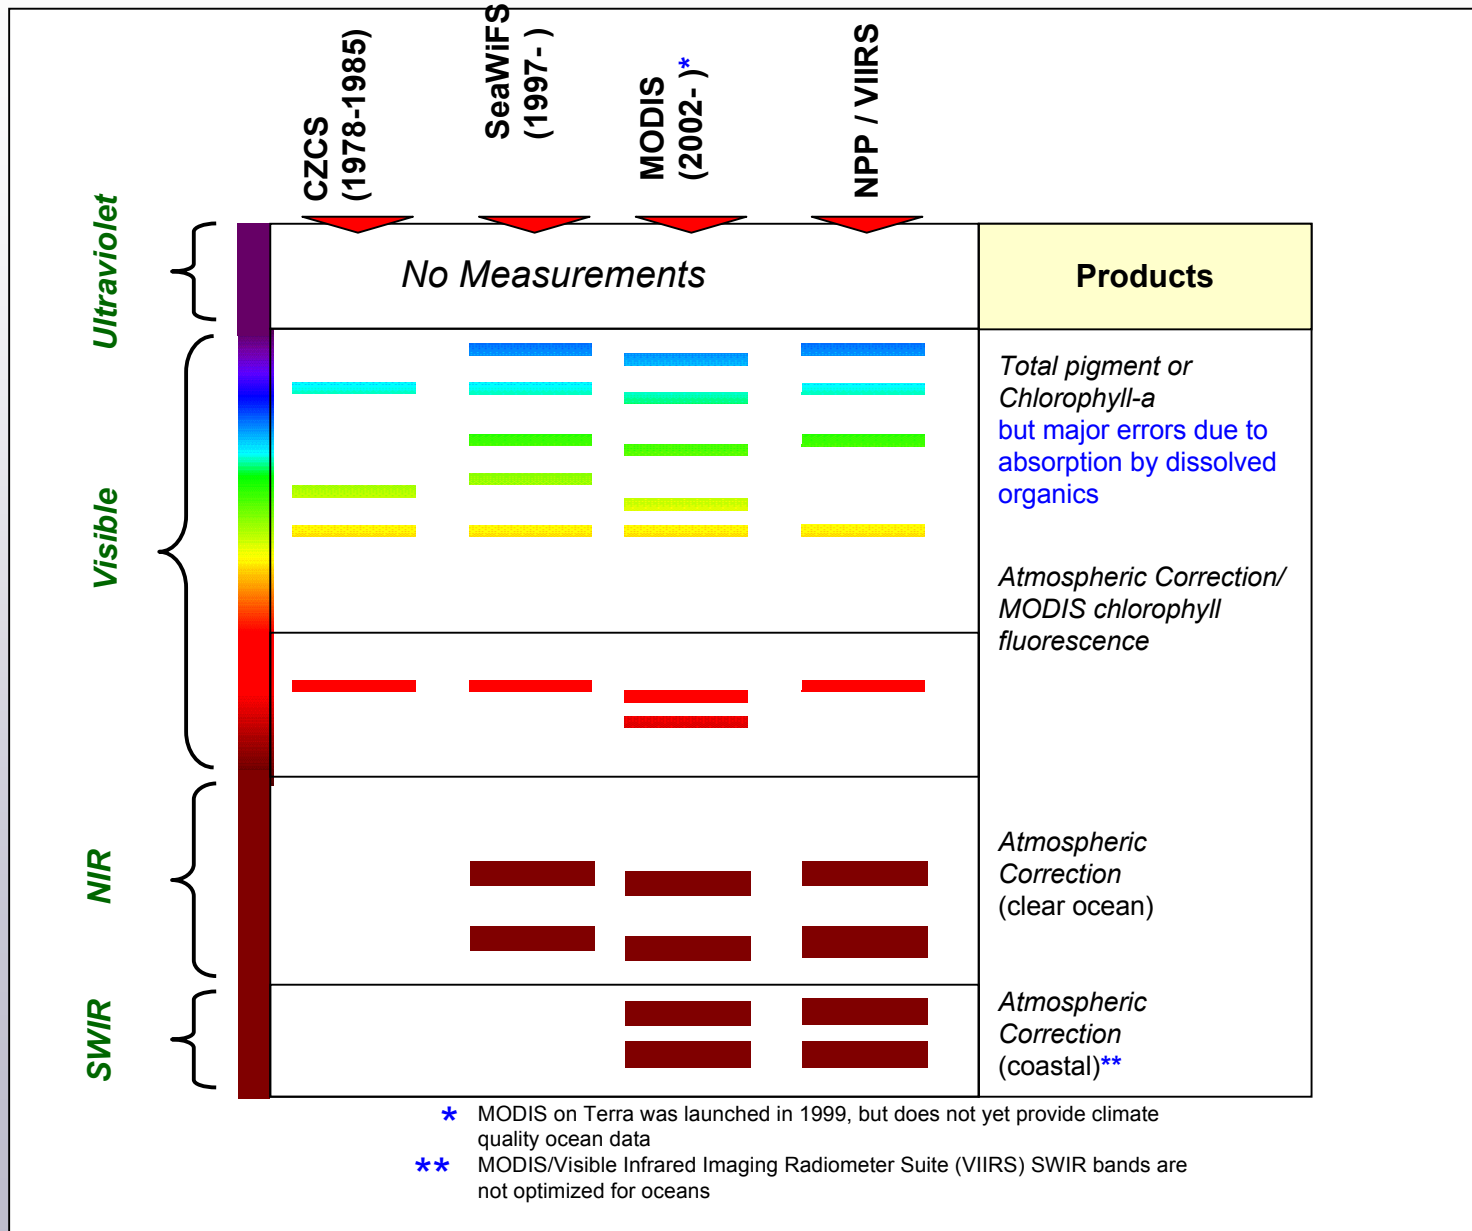 CZCS
(1978-1985)
SeaWiFS
(1997- )
MODIS
(2002- )*
NPP / VIIRS
Ultraviolet
No Measurements
Products
Visible
Total pigment or
Chlorophyll-a
but major errors due to
absorption by dissolved
organics
Atmospheric Correction/
MODIS chlorophyll
fluorescence
NIR
Atmospheric
Correction
(clear ocean)
SWIR
Atmospheric
Correction
(coastal)**
* MODIS on Terra was launched in 1999, but does not yet provide climate
quality ocean data
** MODIS/Visible Infrared Imaging Radiometer Suite (VIIRS) SWIR bands are
not optimized for oceans